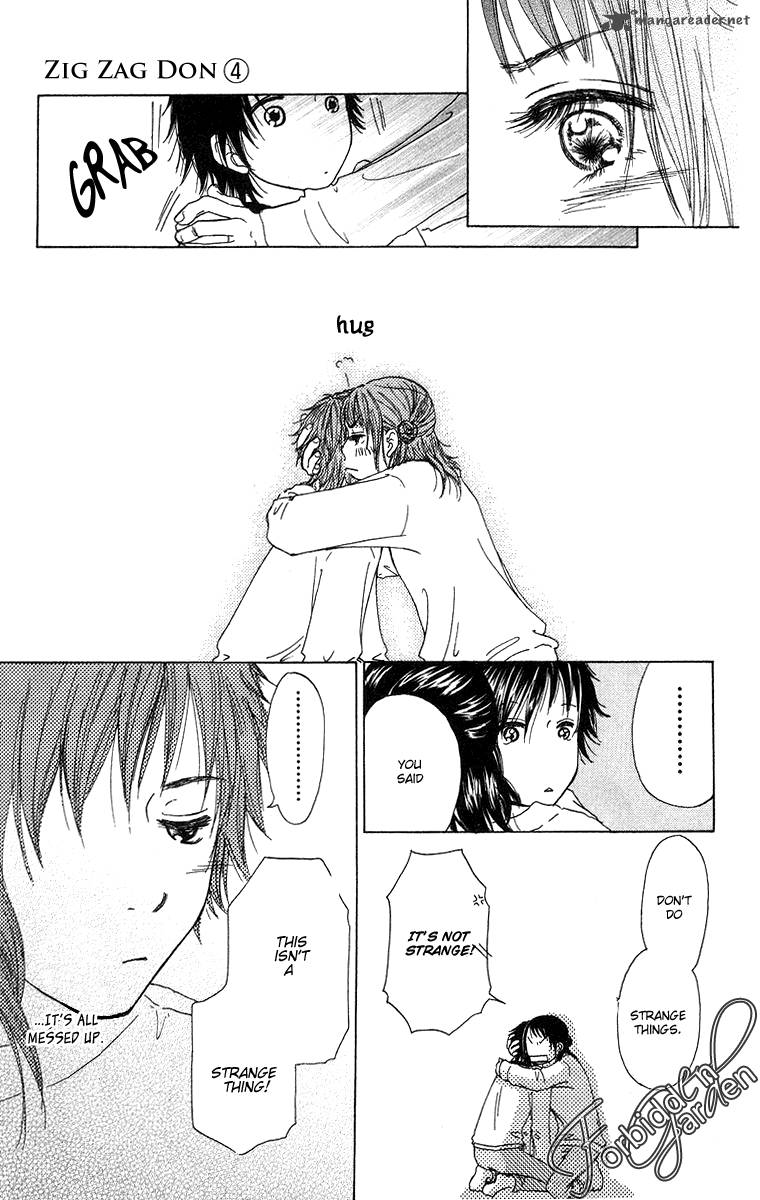 mangareader.net
ZIG ZAG DON ④
GRAB
hug
.........
YOU
SAID
DON'T
DO
STRANGE
THINGS.
IT'S NOT
STRANGE!
........
THIS
ISN'T
A
STRANGE
THING!
...IT'S ALL
MESSED UP.
Forbidden
Garden